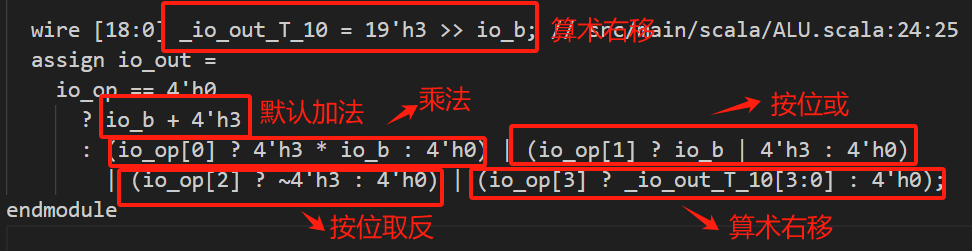 wire [18:0] _io_out_T_10 = 19'h3 >> io_b; // src/main/scala/ALU.scala:24:25
算术右移
assign io_out =
io_op == 4'h0
? io_b + 4'h3
默认加法
乘法
按位或
: (io_op[0] ? 4'h3 * io_b : 4'h0) | (io_op[1] ? io_b | 4'h3 : 4'h0)
| (io_op[2] ? ~4'h3 : 4'h0) | (io_op[3] ? _io_out_T_10[3:0] : 4'h0);
endmodule
按位取反
算术右移